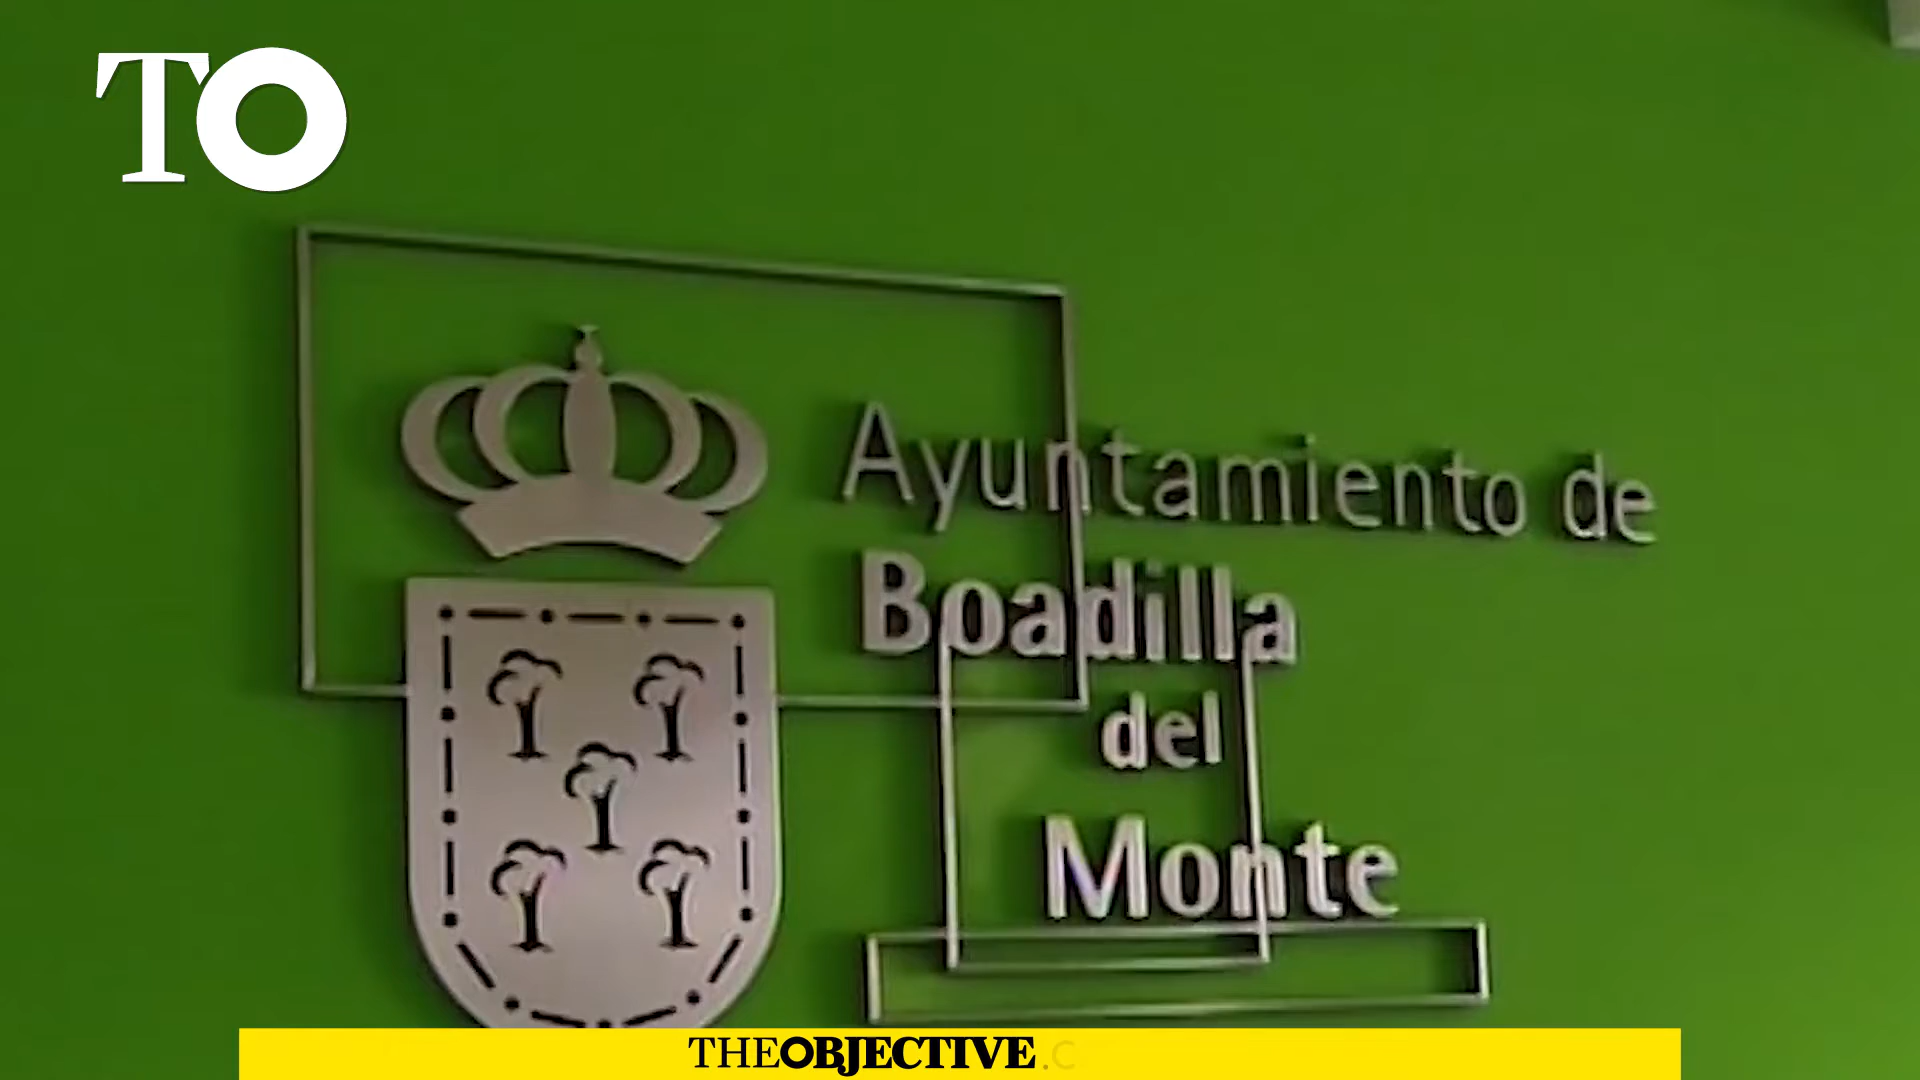 TO
Ayuntamiento de
Boadilla
del
Monte
THEOBJECTIVE.C